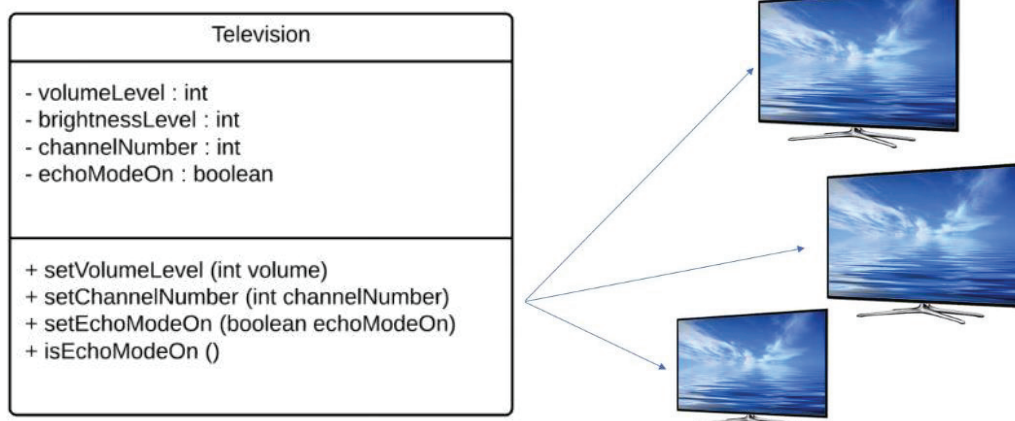 Television
- volumeLevel : int
- brightnessLevel : int
- channelNumber : int
- echoModeOn : boolean
+ setVolumeLevel (int volume)
+ setChannelNumber (int channelNumber)
+ setEchoModeOn (boolean echoModeOn)
+ isEchoModeOn ()